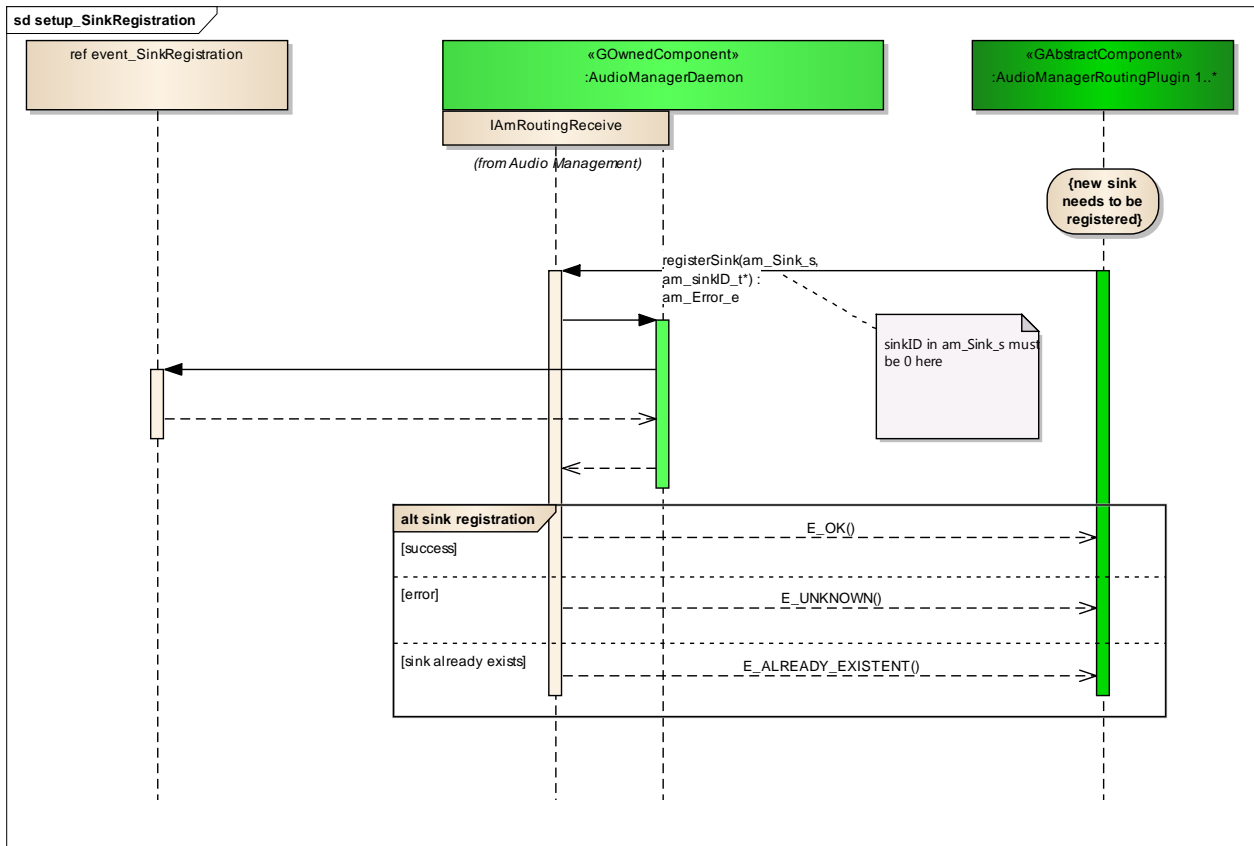 sd setup_SinkRegistration
ref event_SinkRegistration
«GOwnedComponent»
:AudioManagerDaemon
«GAbstractComponent»
:AudioManagerRoutingPlugin 1..*
IAmRoutingReceive
(from Audio Management)
{new sink
needs to be
registered}
registerSink(am_Sink_s,
am_sinkID_t*) :
am_Error_e
sinkID in am_Sink_s must
be 0 here
alt sink registration
E_OK()
[success]
[error]
E_UNKNOWN()
[sink already exists]
E_ALREADY_EXISTENT()